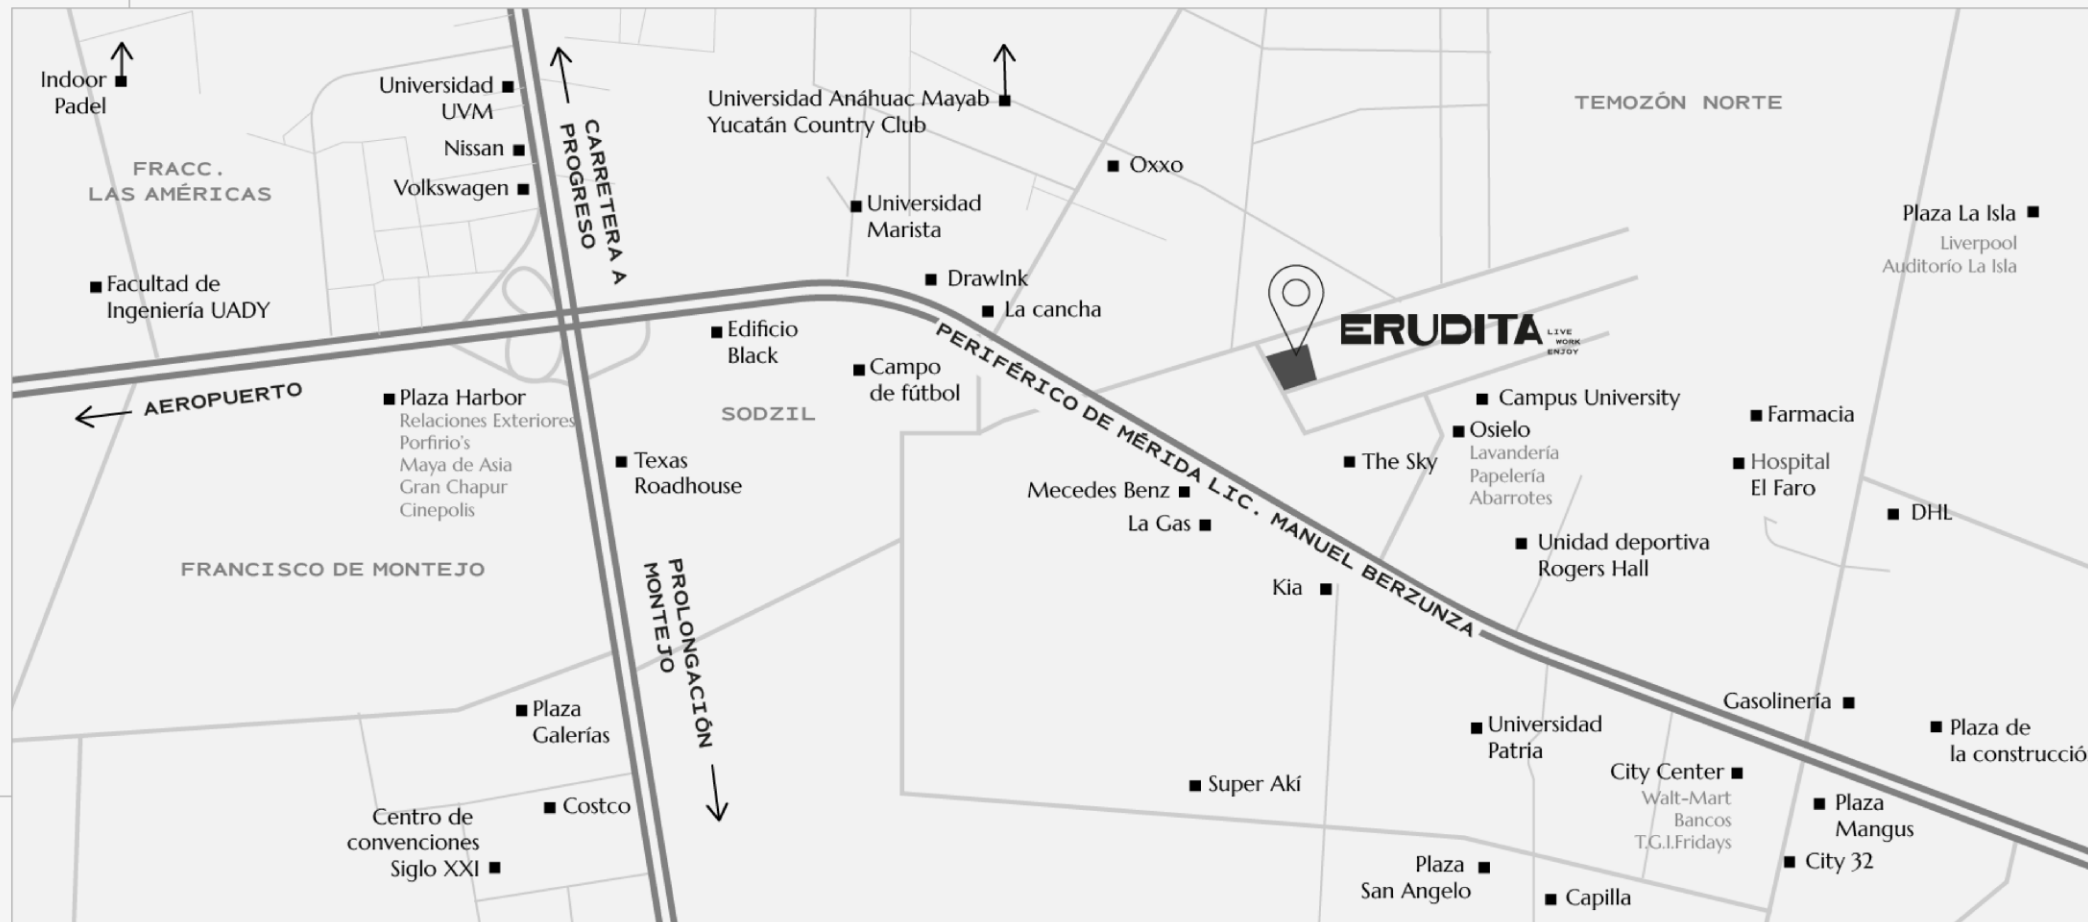 Indoor
Padel
Universidad
UVM
Nissan
Volkswagen
FRACC.
LAS AMÉRICAS
Facultad de
Ingeniería UADY
CARRETERA A
PROGRESO
Universidad Anáhuac Mayab
Yucatán Country Club
Oxxo
Universidad
Marista
DrawInk
La cancha
TEMOZÓN NORTE
Plaza La Isla
Liverpool
Auditorío La Isla
ERUDITA
LIVE
WORK
ENJOY
Edificio
Black
Campo
de fútbol
SODZIL
AEROPUERTO
Plaza Harbor
Relaciones Exteriores
Porfirio's
Maya de Asia
Gran Chapur
Cinepolis
Texas
Roadhouse
PERIFÉRICO DE MÉRIDA LIC. MANUEL BERZUNZA
Campus University
Osielo
Lavandería
Papelería
Abarrotes
The Sky
Farmacia
Hospital
El Faro
DHL
Mecedes Benz
La Gas
Kia
Unidad deportiva
Rogers Hall
FRANCISCO DE MONTEJO
PROLONGACIÓN
MONTEJO
Plaza
Galerías
Costco
Centro de
convenciones
Siglo XXI
Super Akí
Universidad
Patria
Gasolinería
Plaza de
la construcció
City Center
Walt-Mart
Bancos
T.G.I.Fridays
Plaza
Mangus
City 32
Plaza
San Angelo
Capilla